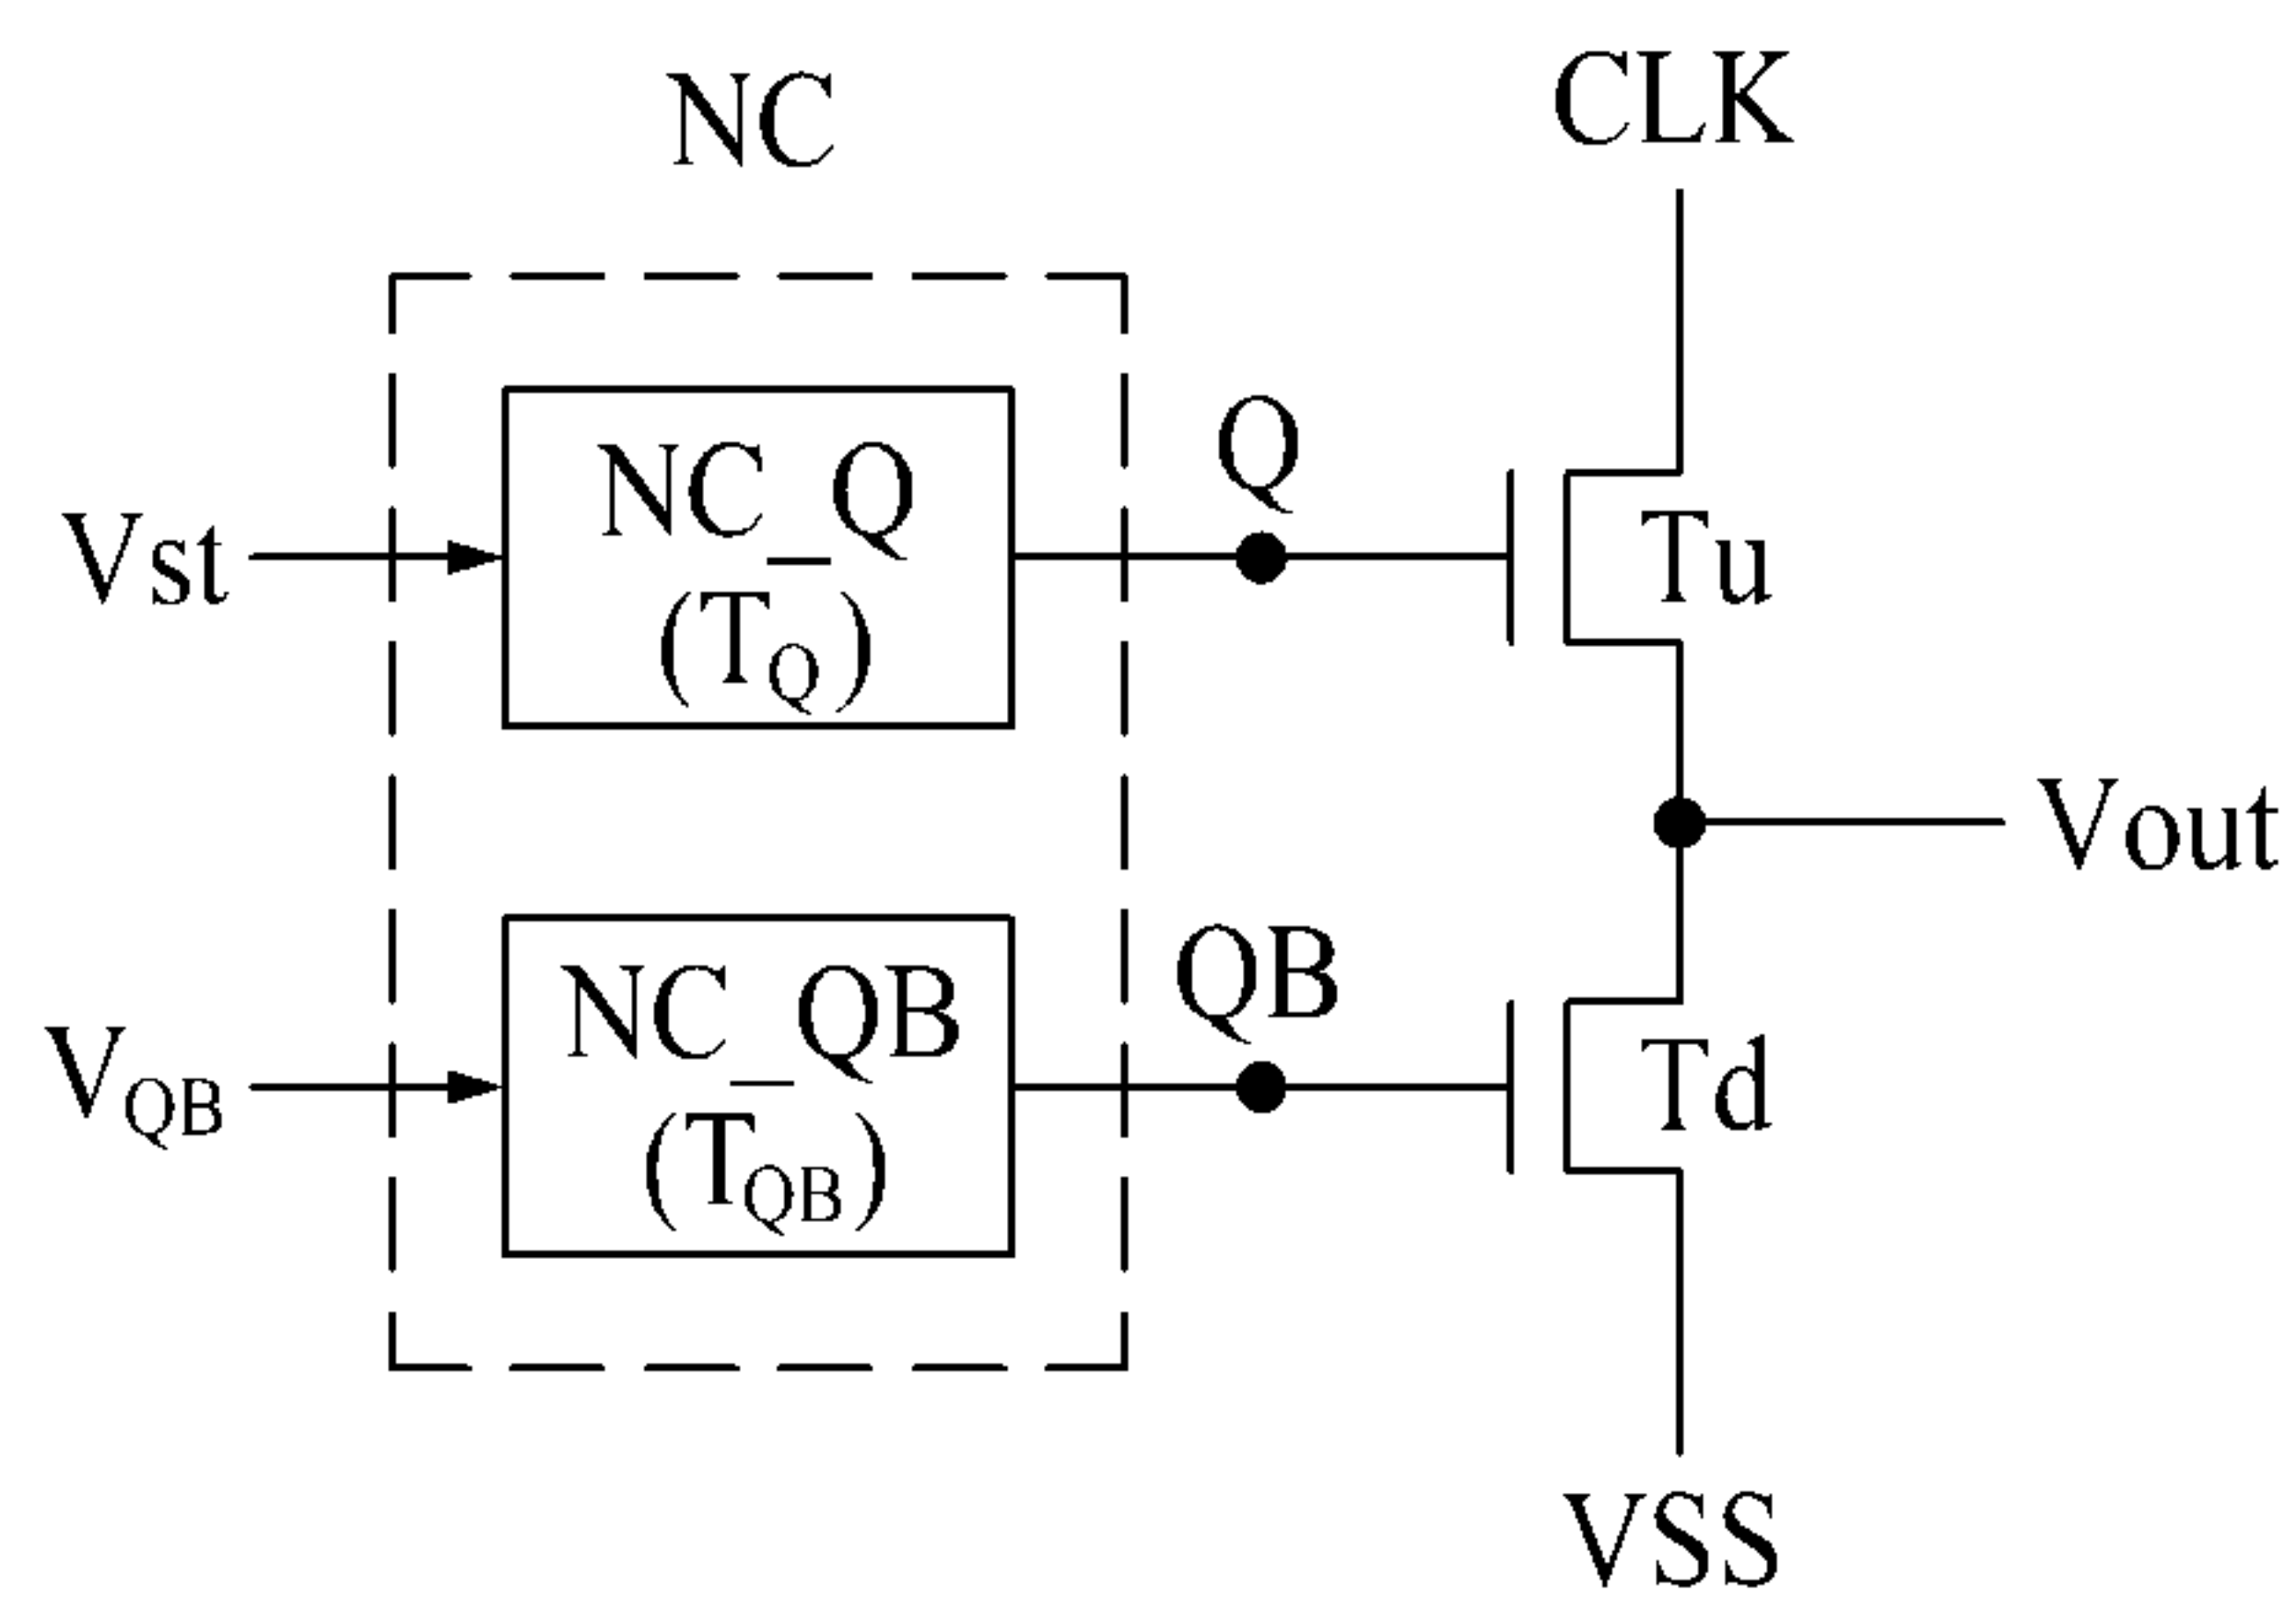 NC
CLK
Vst
NC_Q
(TQ)
Q
Tu
Vout
VQB
NC_QB
(TQB)
QB
Td
VSS